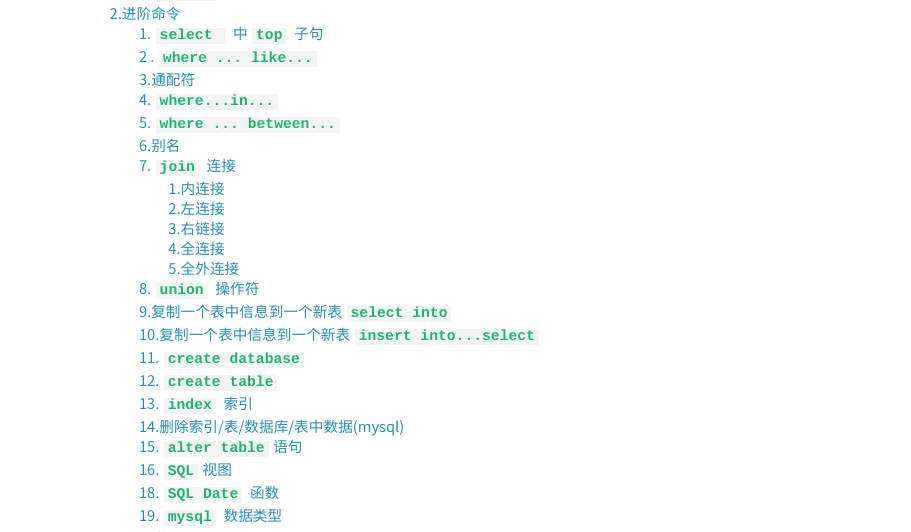 2.进阶命令
1. select 中 top 子句
2 . where ... like...
3.通配符
4. where...in...
5. where ... between...
6.别名
7. join 连接
1.内连接
2.左连接
3.右链接
4.全连接
5.全外连接
8. union 操作符
9.复制一个表中信息到一个新表 select into
10.复制一个表中信息到一个新表 insert into...select
11. create database
12. create table
13. index 索引
14.删除索引/表/数据库/表中数据(mysql)
15. alter table 语句
16. SQL 视图
18. SQL Date 函数
19. mysql 数据类型